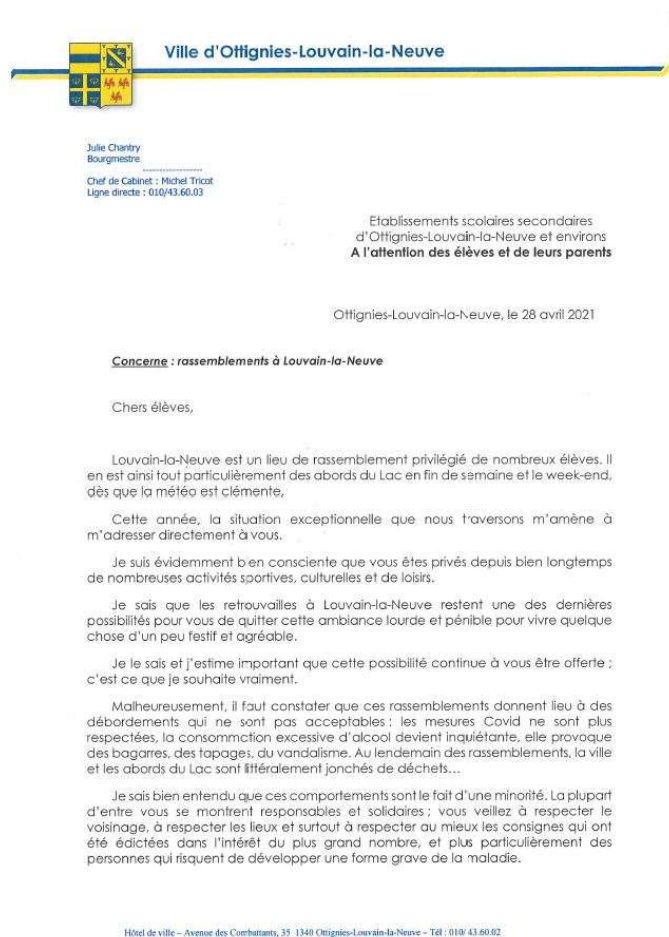 Ville d'Ottignies-Louvain-la-Neuve
Julie Chantry
Bourgmestre
Chef de Cabinet : Michel Tricot
Ligne directe : 010/43.60.03
Etablissements scolaires secondaires
d'Ottignies-Louvain-la-Neuve et environs
A l'attention des élèves et de leurs parents
Ottignies-Louvain-la-Neuve, le 28 avril 2021
Concerne : rassemblements à Louvain-la-Neuve
Chers élèves,
Louvain-la-Neuve est un lieu de rassemblement privilégié de nombreux élèves. Il
en est ainsi tout particulièrement des abords du Lac en fin de semaine et le week-end,
dès que la météo est clémente,
Cette année, la situation exceptionnelle que nous traversons m'amène à
m'adresser directement à vous.
Je suis évidemment bien consciente que vous êtes privés depuis bien longtemps
de nombreuses activités sportives, culturelles et de loisirs.
Je sais que les retrouvailles à Louvain-la-Neuve restent une des dernières
possibilités pour vous de quitter cette ambiance lourde et pénible pour vivre quelque
chose d'un peu festif et agréable.
Je le sais et j'estime important que cette possibilité continue à vous être offerte ;
c'est ce que je souhaite vraiment.
Malheureusement, il faut constater que ces rassemblements donnent lieu à des
débordements qui ne sont pas acceptables : les mesures Covid ne sont plus
respectées, la consommction excessive d'alcool devient inquiétante, elle provoque
des bagarres, des tapages, du vandalisme. Au lendemain des rassemblements, la ville
et les abords du Lac sont littéralement jonchés de déchets...
Je sais bien entendu que ces comportements sont le fait d'une minorité. La plupart
d'entre vous se montrent responsables et solidaires ; vous veillez à respecter le
voisinage, à respecter les lieux et surtout à respecter au mieux les consignes qui ont
été édictées dans l'intérêt du plus grand nombre, et plus particulièrement des
personnes qui risquent de développer une forme grave de la maladie.
Hôtel de ville – Avenue des Combattants, 35 1340 Ottignies-Louvain-la-Neuve – Tél : 010/ 43.60.02